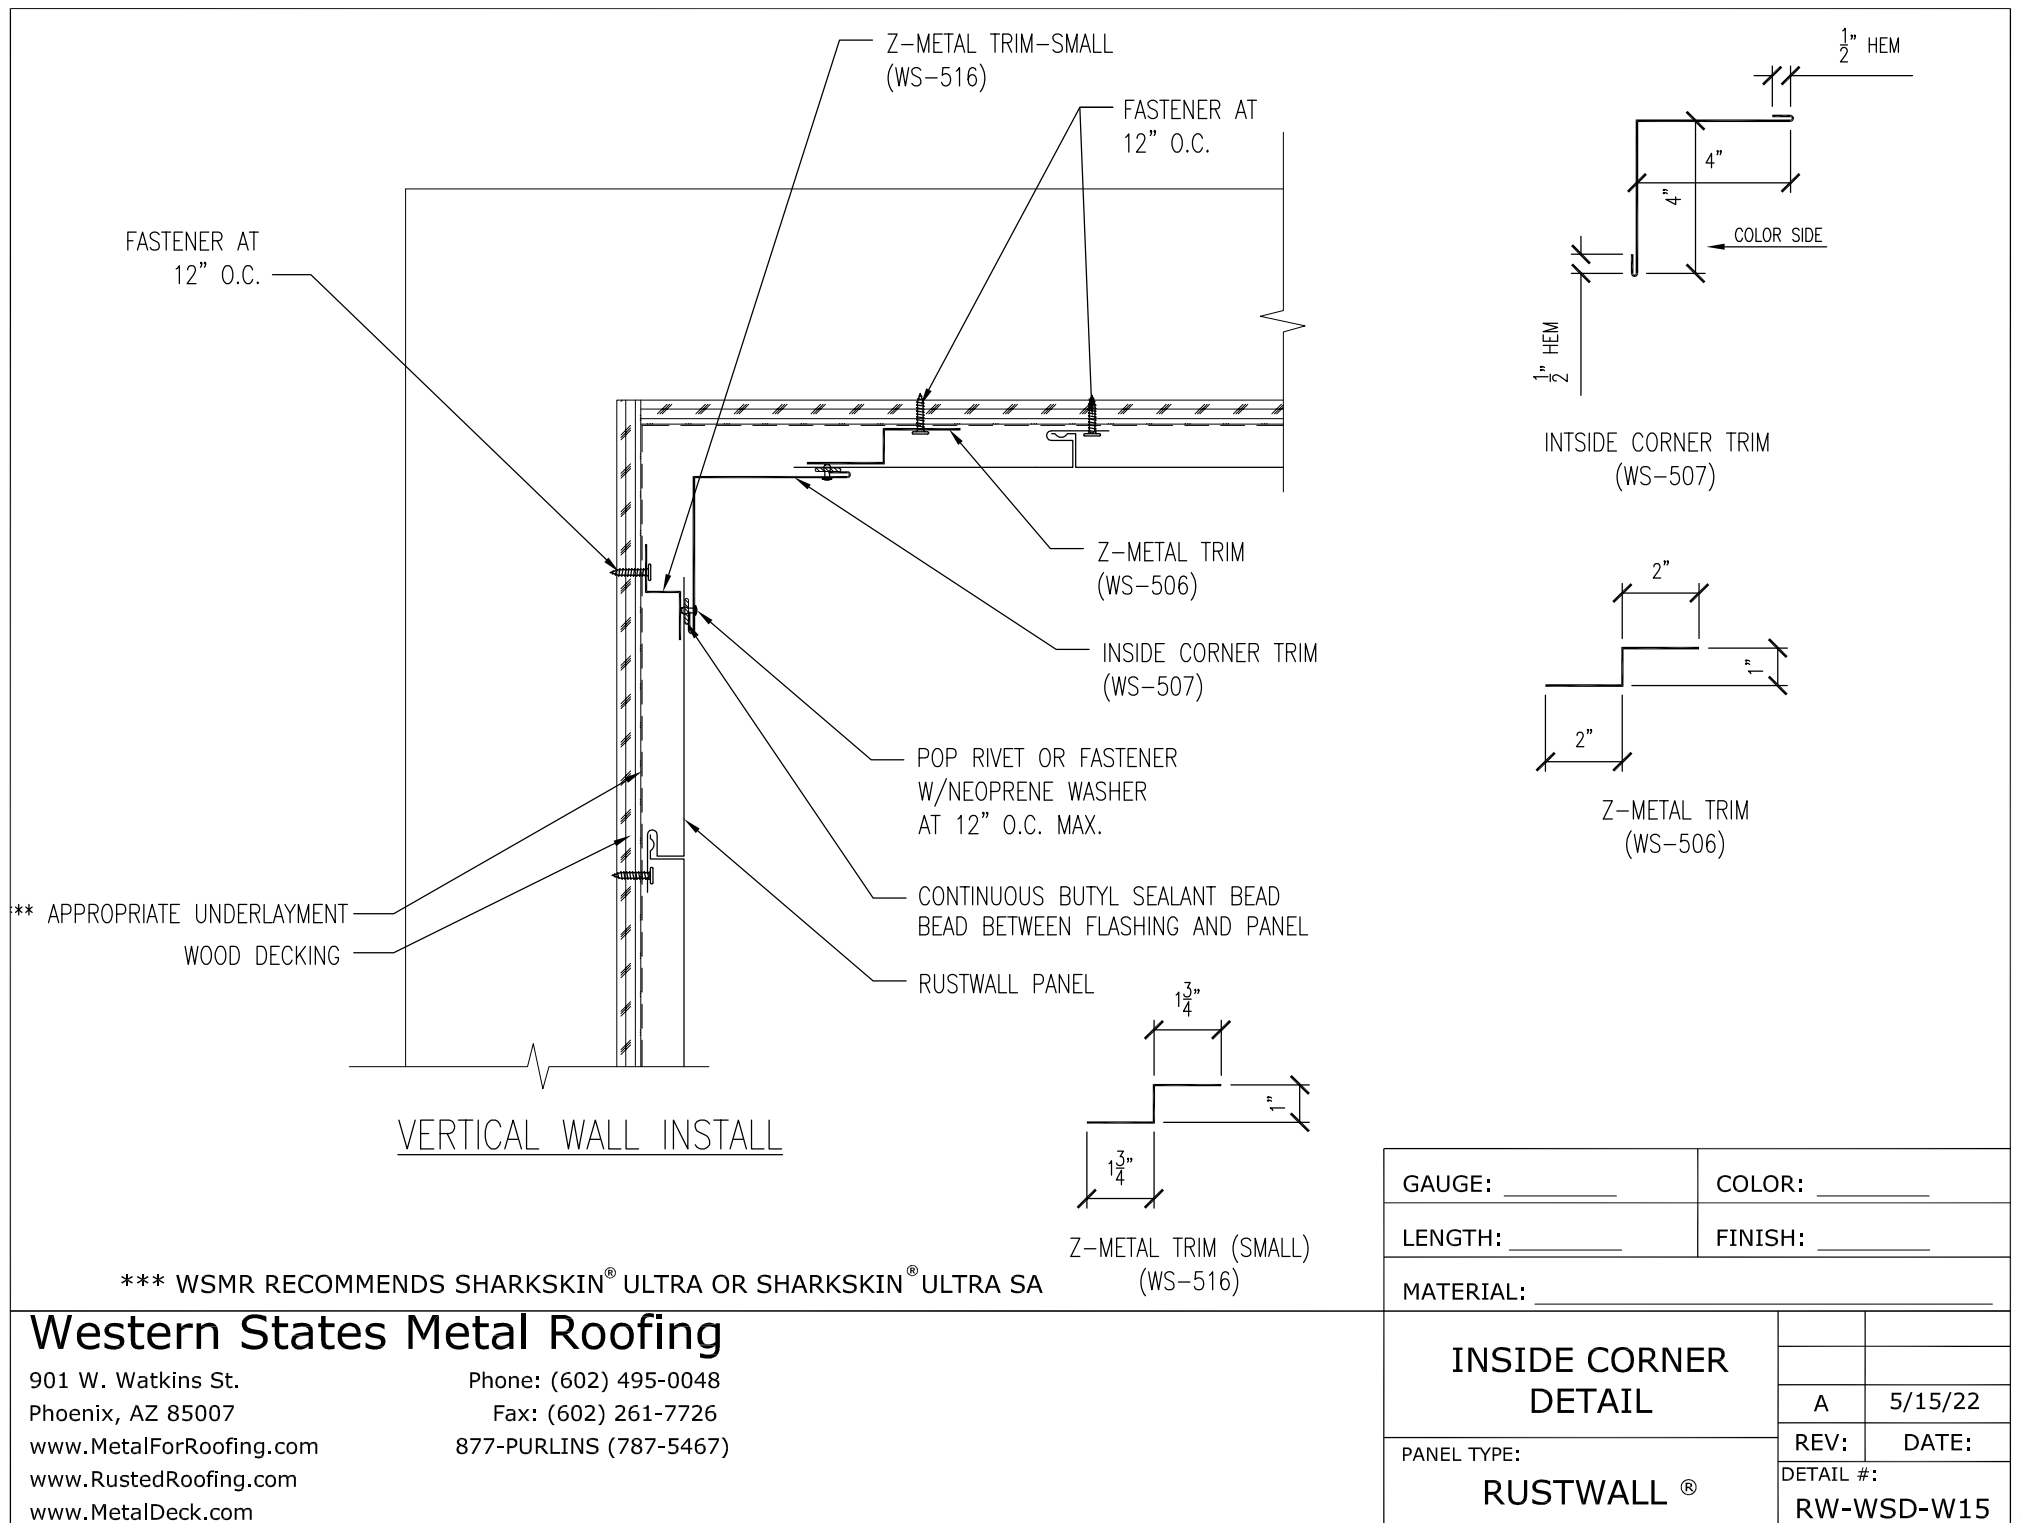 Z-METAL TRIM-SMALL
(WS-516)
FASTENER AT
12" O.C.
FASTENER AT
12" O.C.
Z-METAL TRIM
(WS-506)
INSIDE CORNER TRIM
(WS-507)
POP RIVET OR FASTENER
W/NEOPRENE WASHER
AT 12" O.C. MAX.
CONTINUOUS BUTYL SEALANT BEAD
BEAD BETWEEN FLASHING AND PANEL
RUSTWALL PANEL
*** APPROPRIATE UNDERLAYMENT
WOOD DECKING
VERTICAL WALL INSTALL
1/2" HEM
4"
4"
COLOR SIDE
1/2" HEM
INTSIDE CORNER TRIM
(WS-507)
2"
1"
2"
Z-METAL TRIM
(WS-506)
1 3/4"
1"
1 3/4"
Z-METAL TRIM (SMALL)
(WS-516)
*** WSMR RECOMMENDS SHARKSKIN® ULTRA OR SHARKSKIN® ULTRA SA
GAUGE: ________ COLOR: ________
LENGTH: ________ FINISH: ________
MATERIAL: ________
Western States Metal Roofing
901 W. Watkins St.
Phoenix, AZ 85007
www.MetalForRoofing.com
www.RustedRoofing.com
www.MetalDeck.com
Phone: (602) 495-0048
Fax: (602) 261-7726
877-PURLINS (787-5467)
INSIDE CORNER
DETAIL
PANEL TYPE:
RUSTWALL ®
A 5/15/22
REV: DATE:
DETAIL #:
RW-WSD-W15